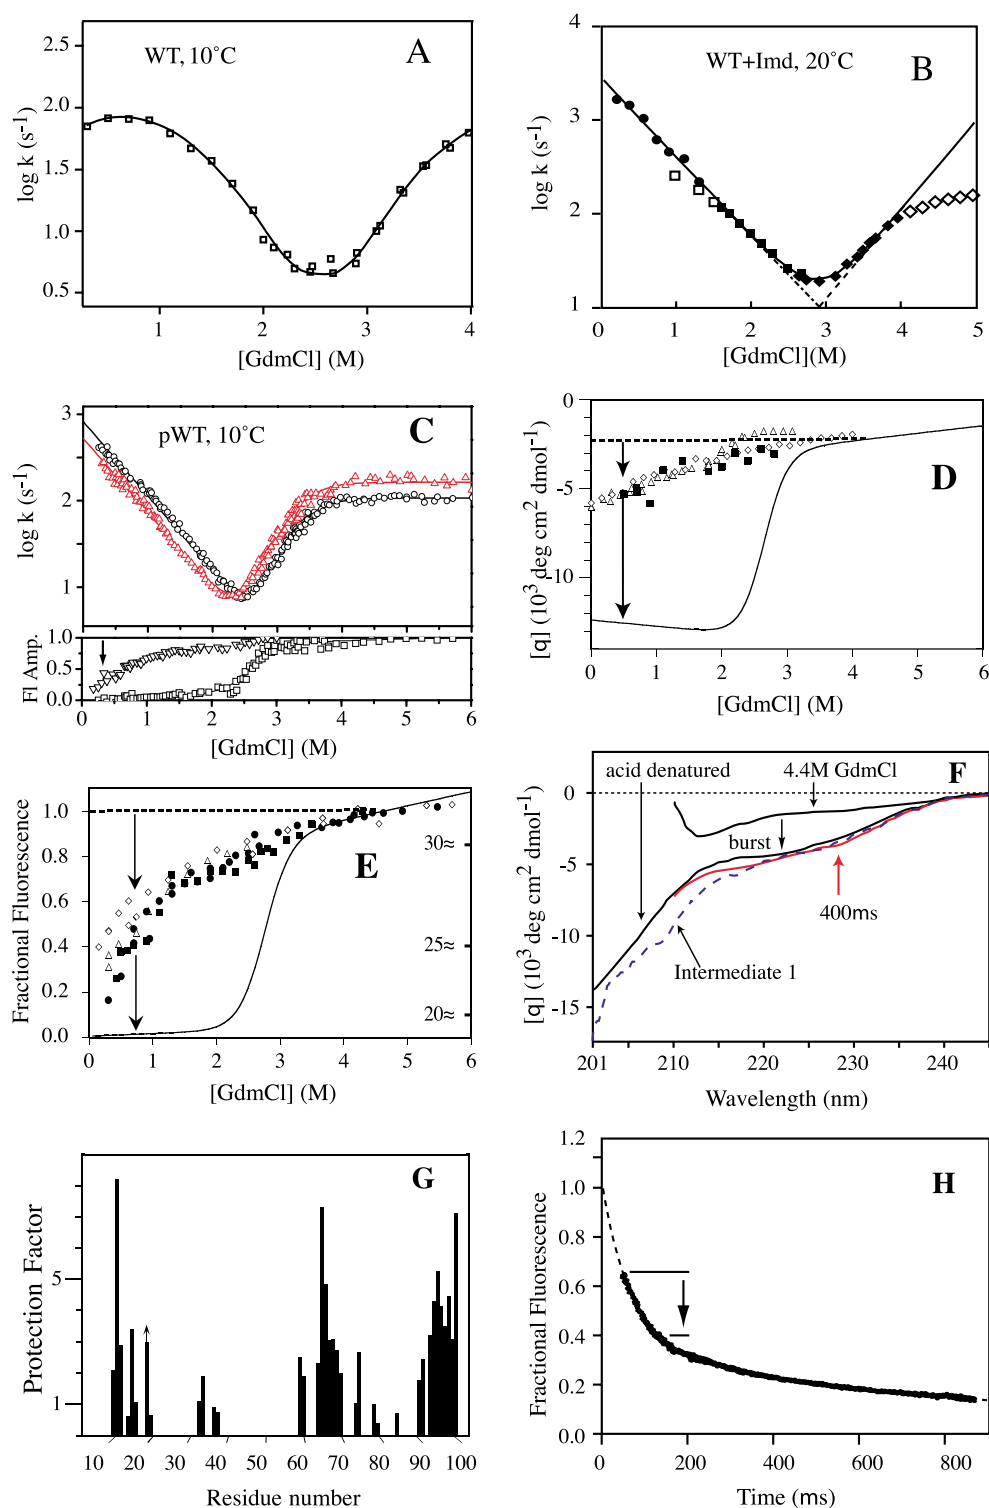 A
WT, 10°C
2.5
2.0
1.5
1.0
0.5
log k (s-1)
1 2 3 4
[GdmCl] (M)
B
WT+Imd, 20°C
4
3
2
1
log k (s-1)
0 1 2 3 4 5
[GdmCl](M)
C
pWT, 10°C
3
2
1
log k (s-1)
1.0
0.5
0.0
Fl Amp.
0 1 2 3 4 5 6
[GdmCl] (M)
D
0
-5
-10
[q] (10³ deg cm² dmol⁻¹)
0 1 2 3 4 5 6
[GdmCl] (M)
E
1.0
0.8
0.6
0.4
0.2
0.0
Fractional Fluorescence
30≈
25≈
20≈
0 1 2 3 4 5 6
[GdmCl] (M)
F
acid denatured
4.4M GdmCl
burst
400ms
Intermediate 1
0
-5
-10
-15
[q] (10³ deg cm² dmol⁻¹)
201 210 220 230 240
Wavelength (nm)
G
5
1
Protection Factor
10 20 30 40 50 60 70 80 90 100
Residue number
H
1.2
1.0
0.8
0.6
0.4
0.2
0.0
Fractional Fluorescence
0 200 400 600 800
Time (ms)